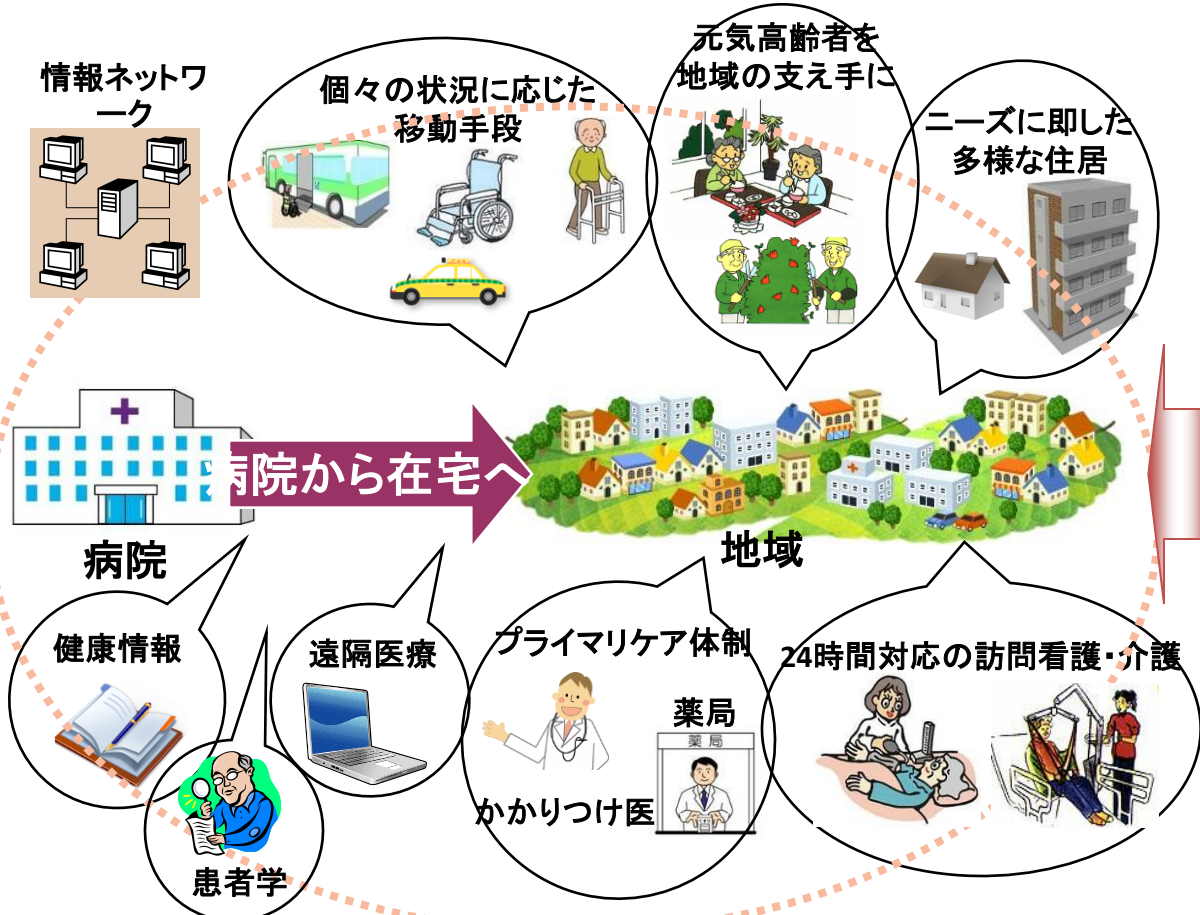 情報ネットワ
ーク
個々の状況に応じた
移動手段
元気高齢者を
地域の支え手に
ニーズに即した
多様な住居
病院から在宅へ
病院
地域
健康情報
遠隔医療
患者学
プライマリケア体制
薬局
薬局
かかりつけ医
24時間対応の訪問看護・介護